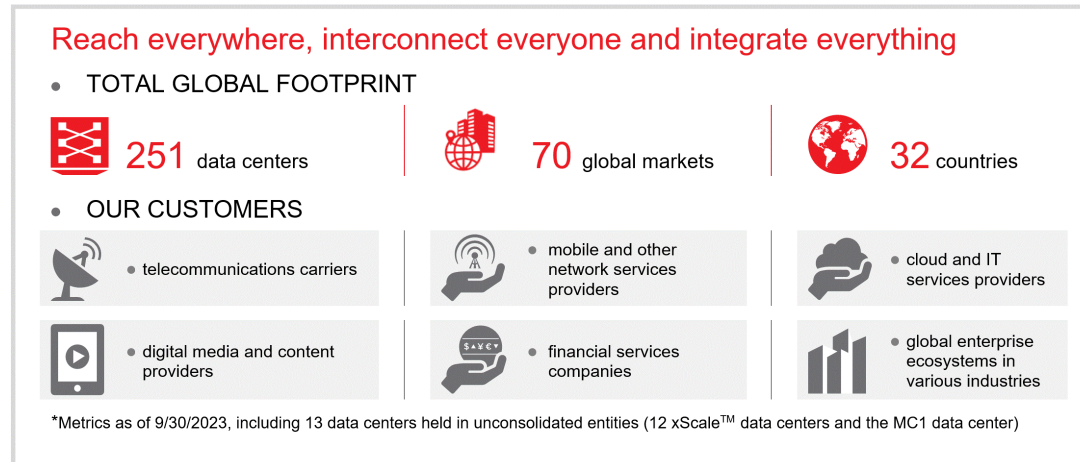 Reach everywhere, interconnect everyone and integrate everything
• TOTAL GLOBAL FOOTPRINT
251 data centers
70 global markets
32 countries
• OUR CUSTOMERS
• telecommunications carriers
• mobile and other
network services
providers
• cloud and IT
services providers
• digital media and content
providers
$▲¥€▼
• financial services
companies
• global enterprise
ecosystems in
various industries
*Metrics as of 9/30/2023, including 13 data centers held in unconsolidated entities (12 xScale™ data centers and the MC1 data center)